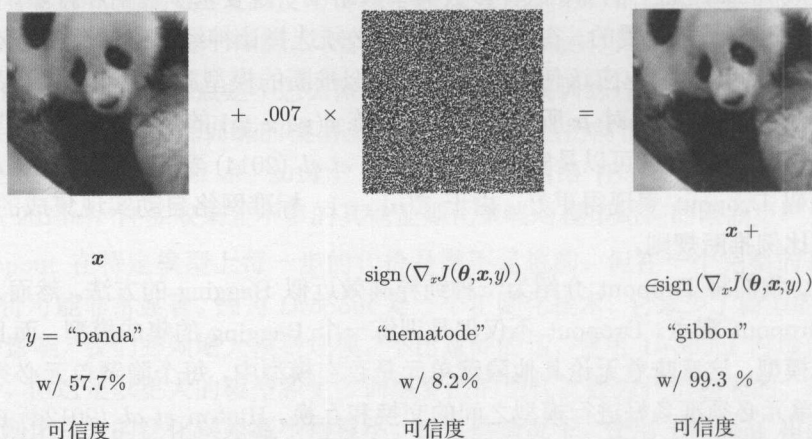 + .007 ×
=
x
sign(∇ₓJ(θ,x,y))
x +
∈sign(∇ₓJ(θ,x,y))
y = “panda”
“nematode”
“gibbon”
w/ 57.7%
w/ 8.2%
w/ 99.3 %
可信度
可信度
可信度